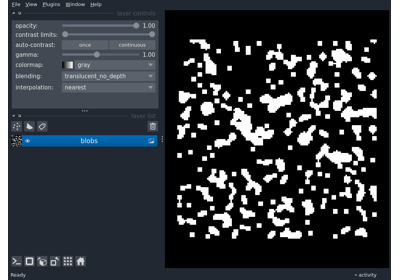 File View Plugins Window Help
layer controls
opacity: 1.00
contrast limits:
auto-contrast: once continuous
gamma: 1.00
colormap: gray
blending: translucent_no_depth
interpolation: nearest
layer list
blobs
Ready activity